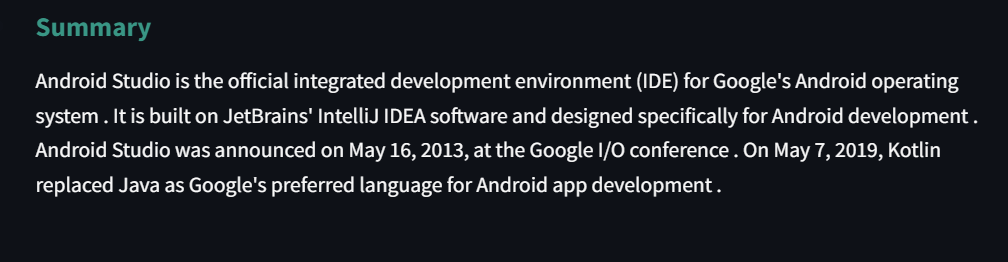 Summary
Android Studio is the official integrated development environment (IDE) for Google's Android operating
system . It is built on JetBrains' IntelliJ IDEA software and designed specifically for Android development .
Android Studio was announced on May 16, 2013, at the Google I/O conference . On May 7, 2019, Kotlin
replaced Java as Google's preferred language for Android app development .